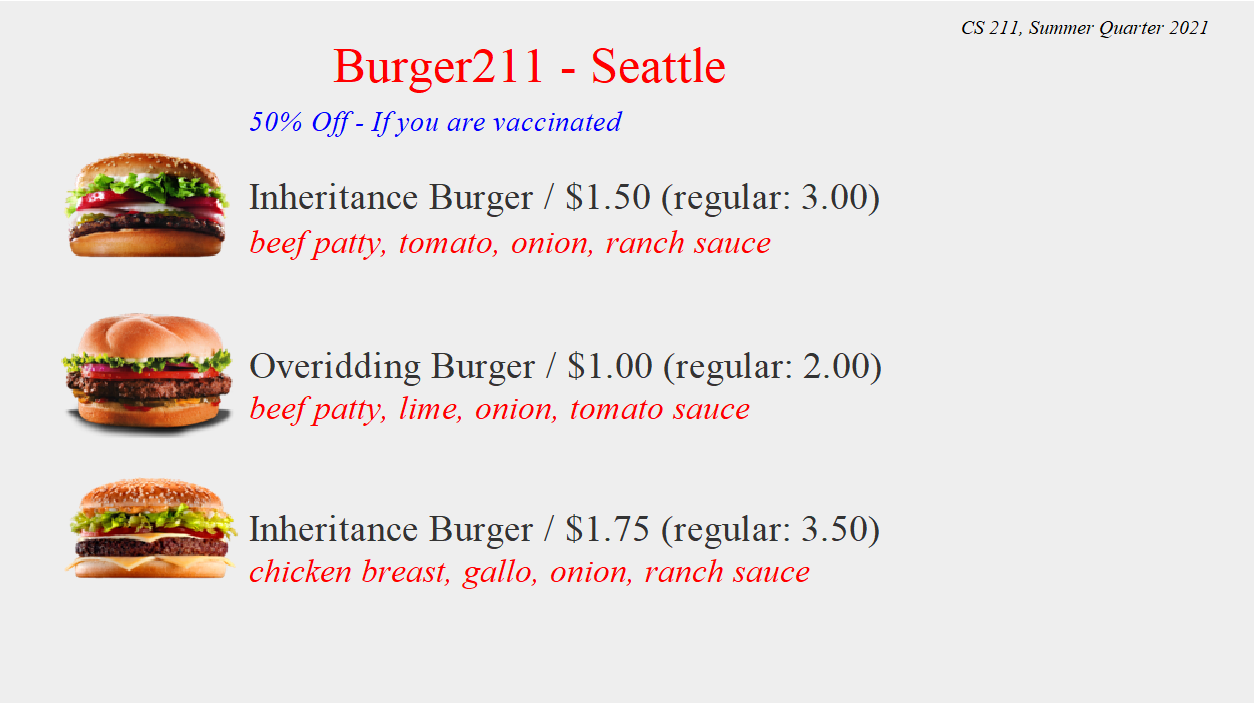 CS 211, Summer Quarter 2021
Burger211 - Seattle
50% Off - If you are vaccinated
Inheritance Burger / $1.50 (regular: 3.00)
beef patty, tomato, onion, ranch sauce
Overidding Burger / $1.00 (regular: 2.00)
beef patty, lime, onion, tomato sauce
Inheritance Burger / $1.75 (regular: 3.50)
chicken breast, gallo, onion, ranch sauce